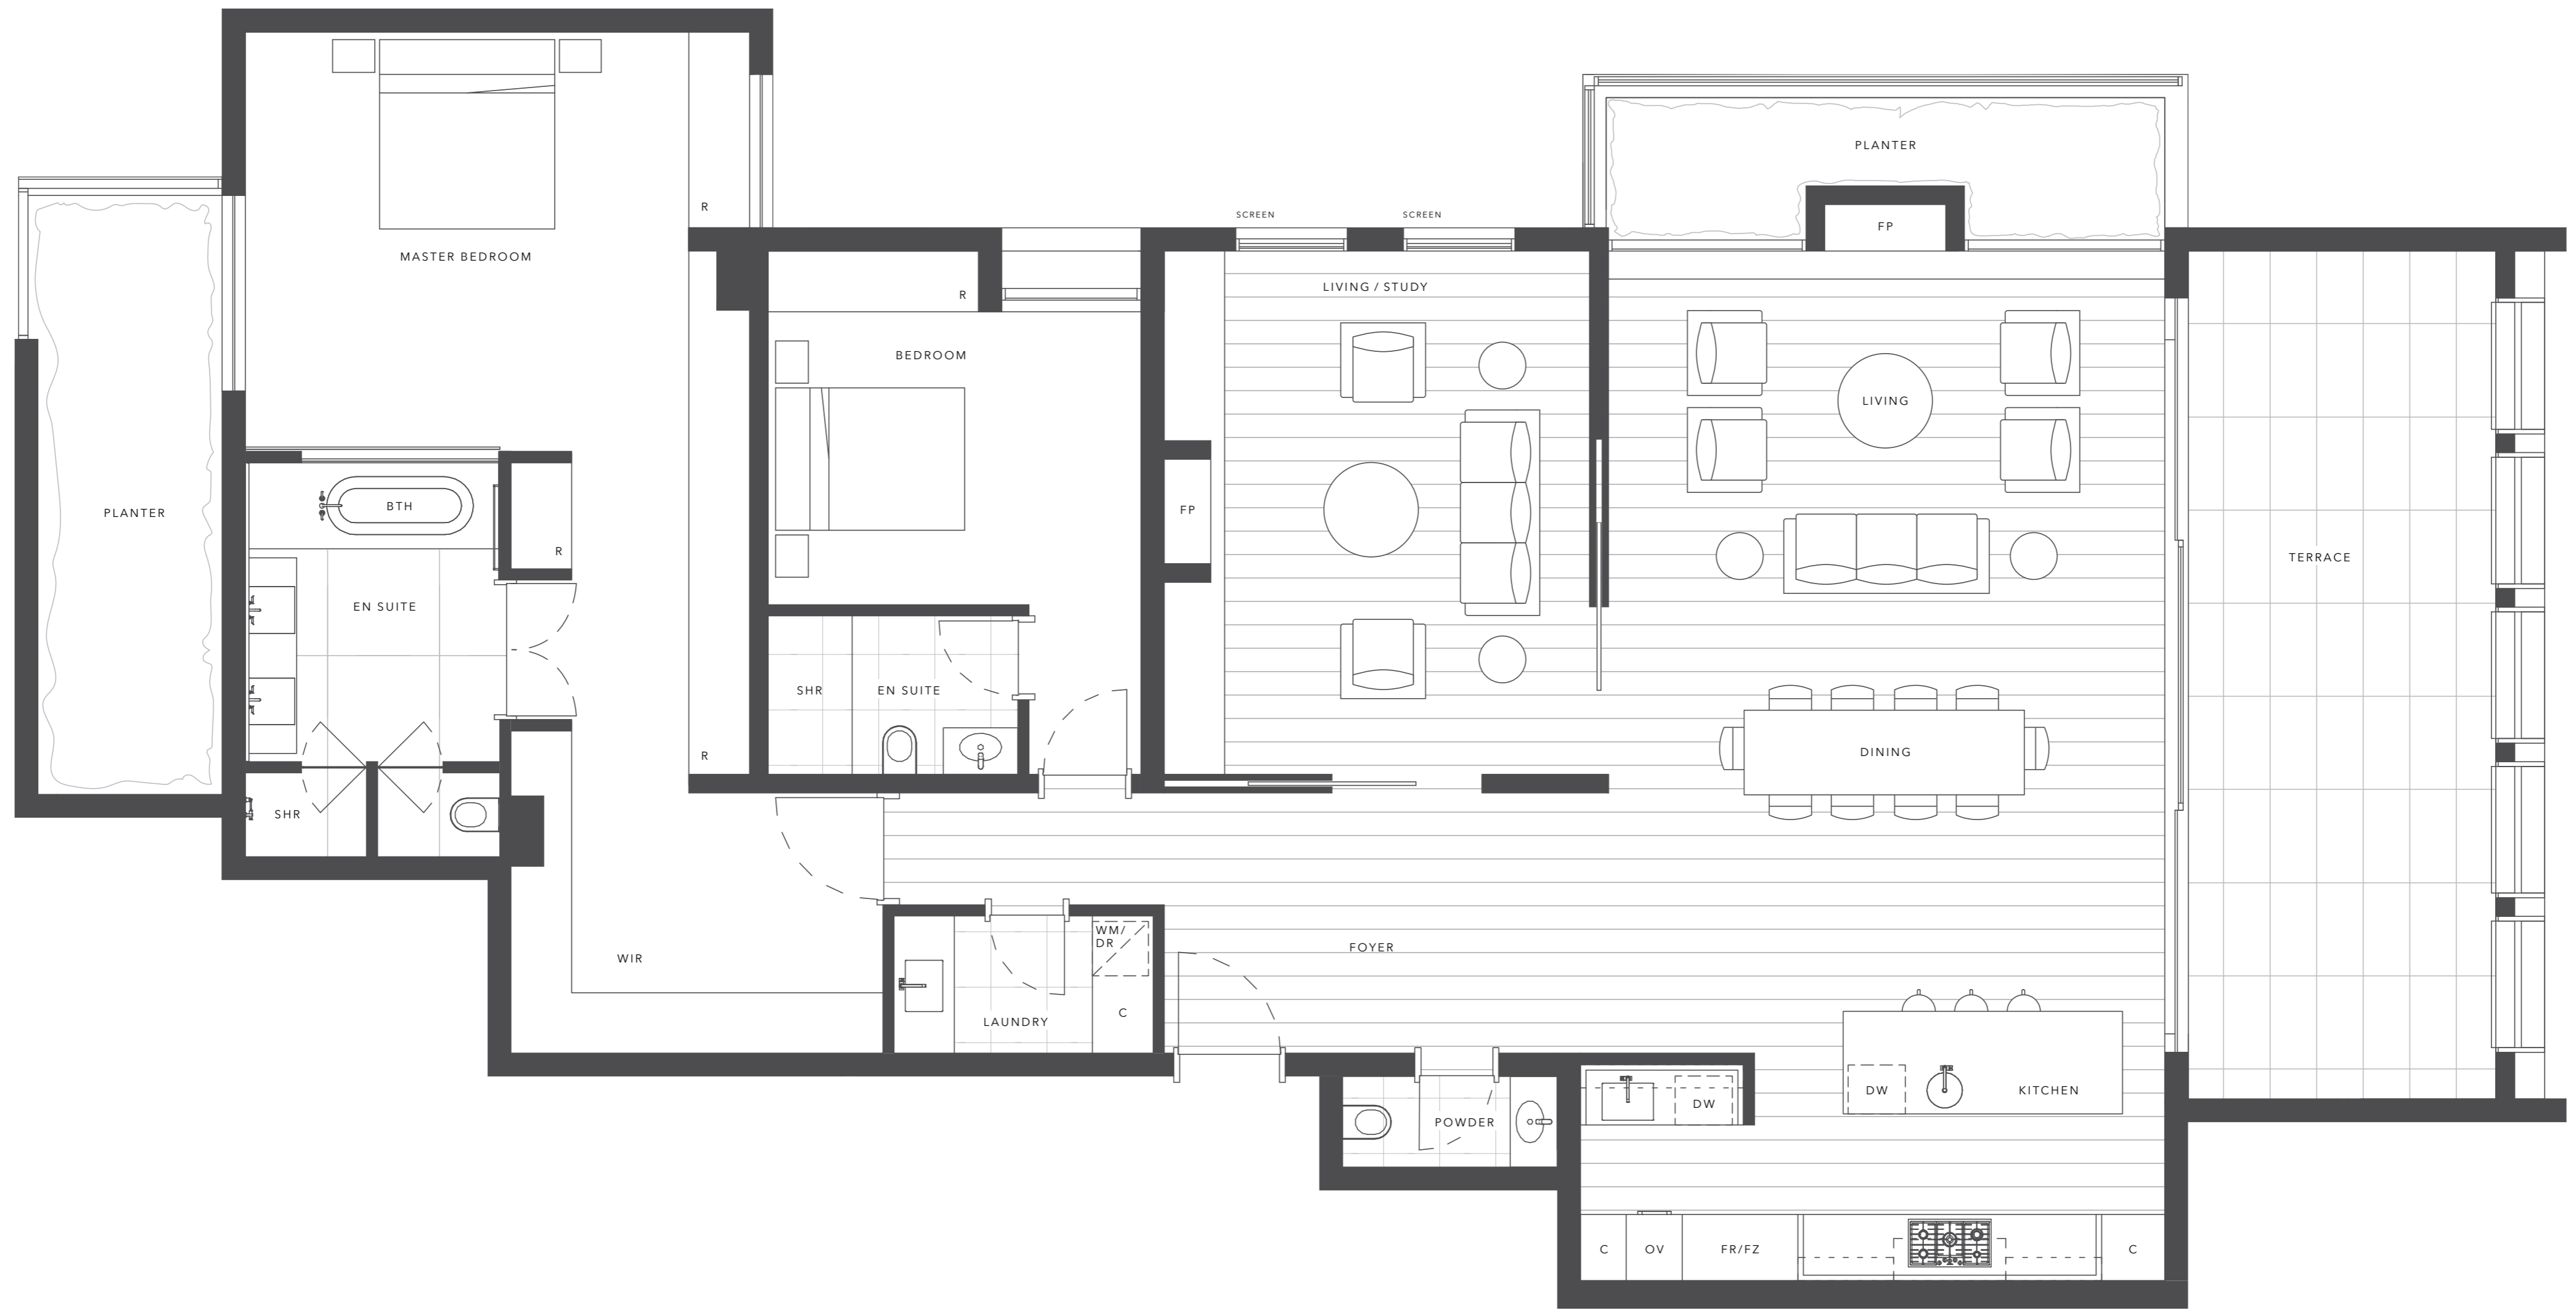 PLANTER
R
SCREEN
SCREEN
FP
MASTER BEDROOM
R
LIVING / STUDY
BEDROOM
LIVING
BTH
FP
PLANTER
R
TERRACE
EN SUITE
SHR
EN SUITE
R
DINING
SHR
WM/
DR
FOYER
WIR
C
LAUNDRY
DW
KITCHEN
DW
POWDER
C
OV
FR/FZ
C